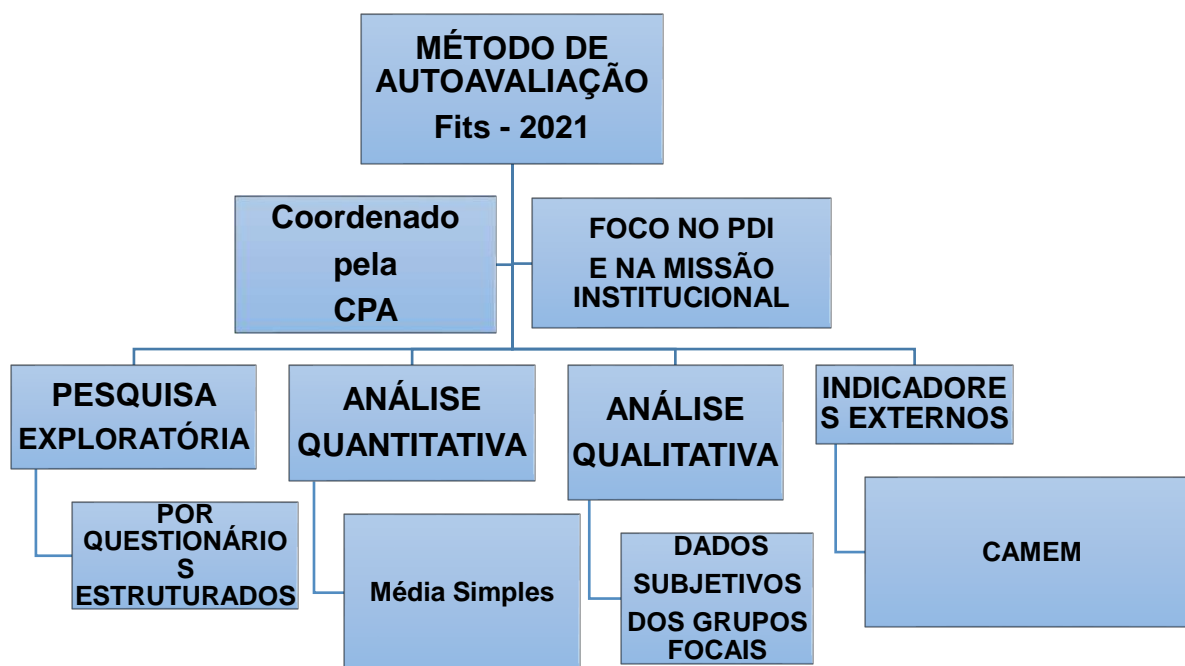 MÉTODO DE
AUTOAVALIAÇÃO
Fits - 2021
Coordenado
pela
CPA
FOCO NO PDI
E NA MISSÃO
INSTITUCIONAL
PESQUISA
EXPLORATÓRIA
ANÁLISE
QUANTITATIVA
ANÁLISE
QUALITATIVA
INDICADORE
S EXTERNOS
POR
QUESTIONÁRIO
S
ESTRUTURADOS
Média Simples
DADOS
SUBJETIVOS
DOS GRUPOS
FOCAIS
CAMEM